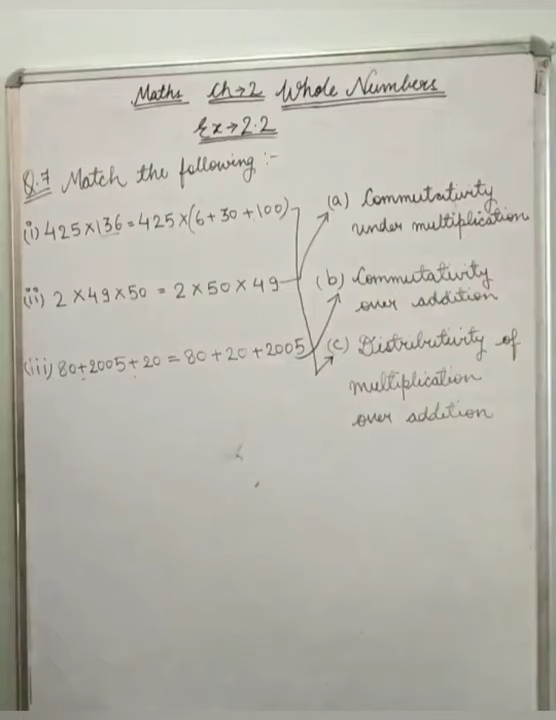 Maths Ch→2 Whole Numbers
Ex→2.2
Q.7 Match the following :-
(i) 425×136=425×(6+30+100)
(ii) 2×49×50 = 2×50×49
(iii) 80+2005+20 = 80+20+2005
(a) Commutativity
under multiplication
(b) Commutativity
over addition
(c) Distributivity of
multiplication
over addition